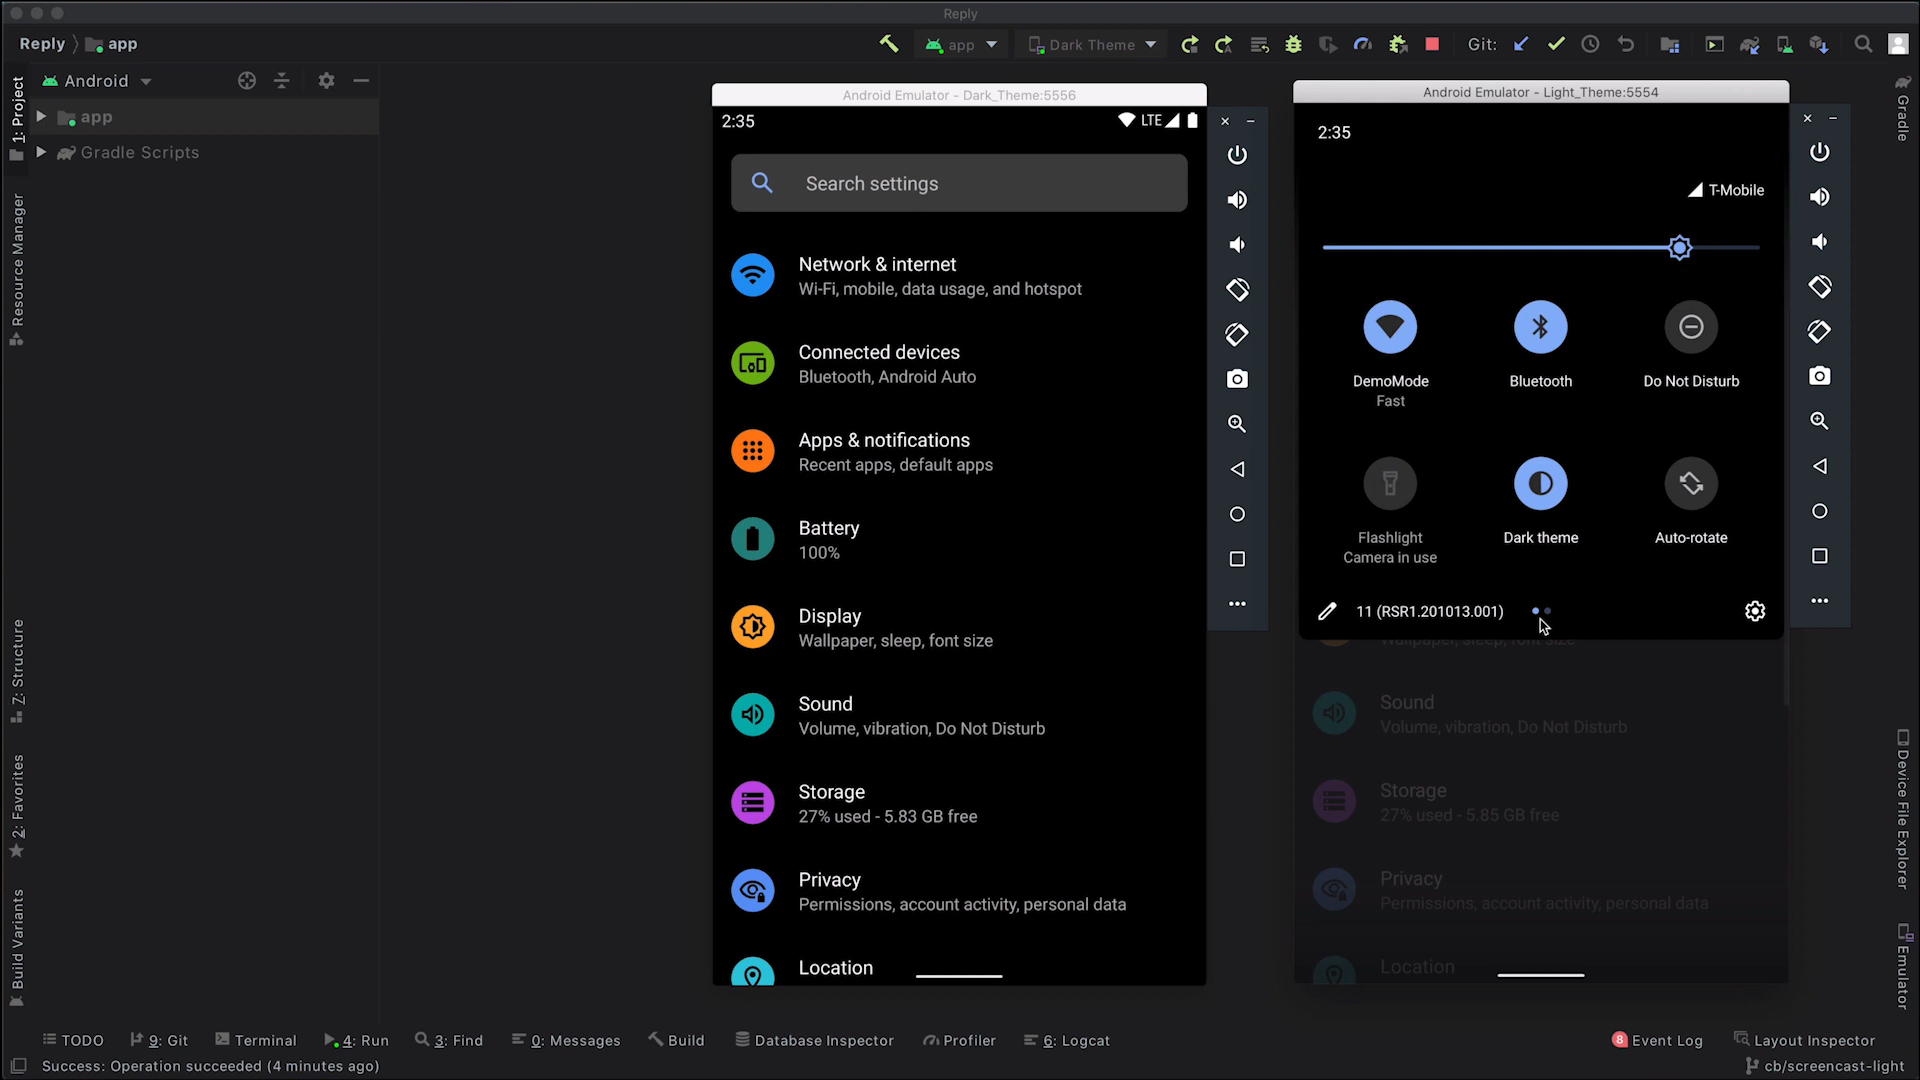 Reply
Reply
app
app
Dark Theme
Git:
Android
app
Gradle Scripts
1: Project
Resource Manager
Z: Structure
2: Favorites
Build Variants
Android Emulator - Dark_Theme:5556
2:35
LTE
Search settings
Network & internet
Wi-Fi, mobile, data usage, and hotspot
Connected devices
Bluetooth, Android Auto
Apps & notifications
Recent apps, default apps
Battery
100%
Display
Wallpaper, sleep, font size
Sound
Volume, vibration, Do Not Disturb
Storage
27% used - 5.83 GB free
Privacy
Permissions, account activity, personal data
Location
Android Emulator - Light_Theme:5554
2:35
T-Mobile
DemoMode
Fast
Bluetooth
Do Not Disturb
Flashlight
Camera in use
Dark theme
Auto-rotate
11 (RSR1.201013.001)
Wallpaper, sleep, font size
Sound
Volume, vibration, Do Not Disturb
Storage
27% used - 5.85 GB free
Privacy
Permissions, account activity, personal data
Location
Gradle
Device File Explorer
Emulator
TODO
9: Git
Terminal
4: Run
3: Find
0: Messages
Build
Database Inspector
Profiler
6: Logcat
8
Event Log
Layout Inspector
Success: Operation succeeded (4 minutes ago)
cb/screencast-light